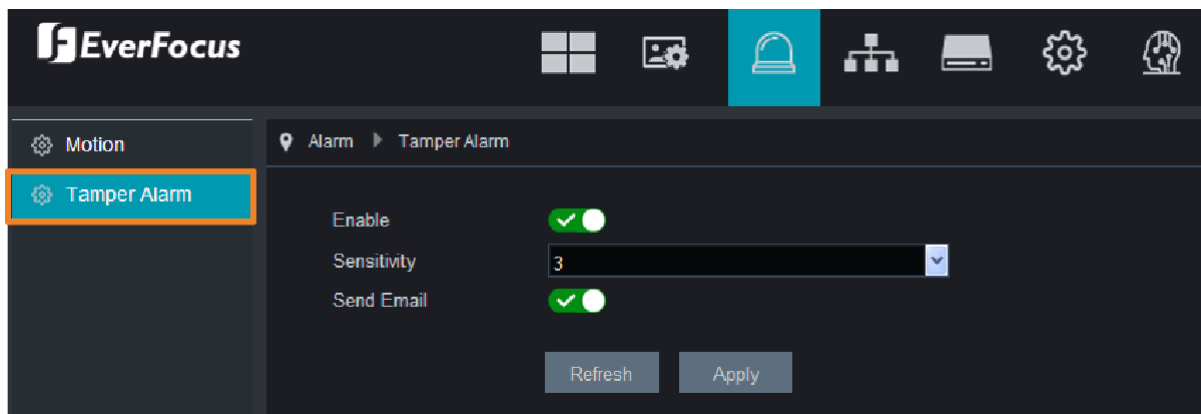 EverFocus
Motion
Tamper Alarm
Alarm Tamper Alarm
Enable
Sensitivity 3
Send Email
Refresh Apply